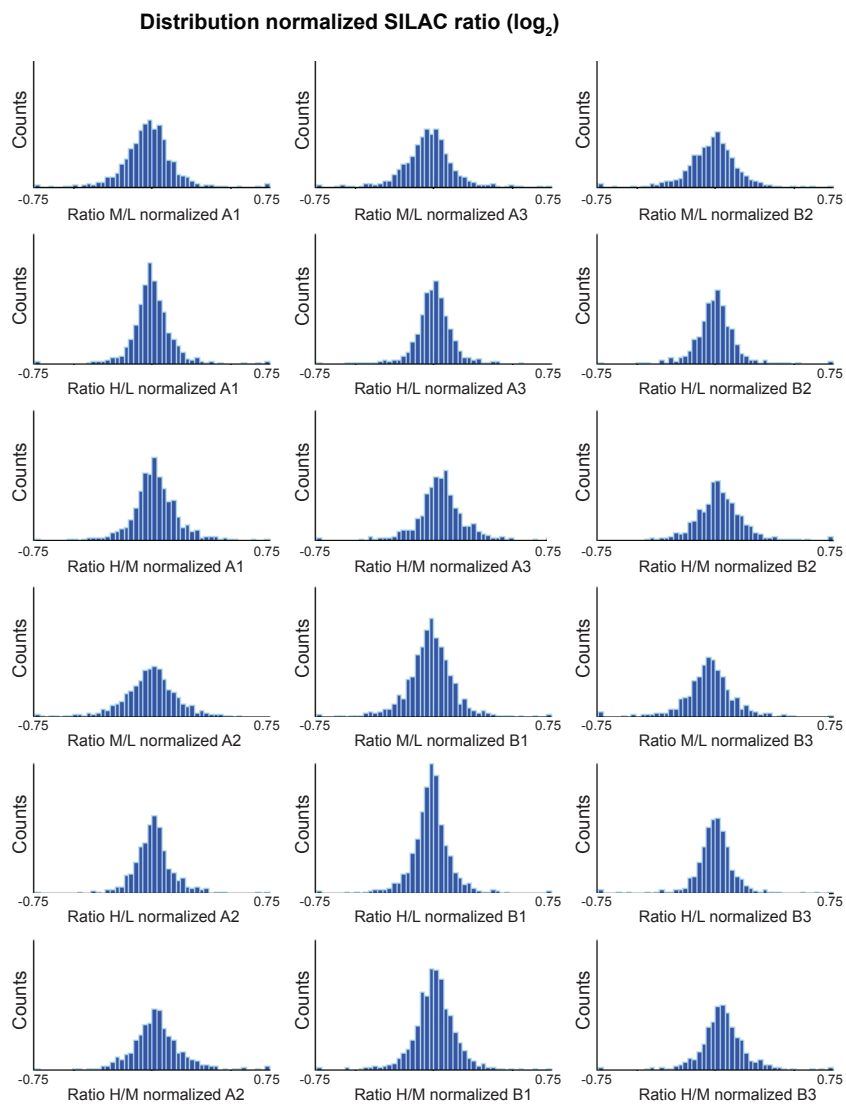 Distribution normalized SILAC ratio (log2)
Counts Counts Counts
-0.75 0.75 -0.75 0.75 -0.75 0.75
Ratio M/L normalized A1 Ratio M/L normalized A3 Ratio M/L normalized B2
Counts Counts Counts
-0.75 0.75 -0.75 0.75 -0.75 0.75
Ratio H/L normalized A1 Ratio H/L normalized A3 Ratio H/L normalized B2
Counts Counts Counts
-0.75 0.75 -0.75 0.75 -0.75 0.75
Ratio H/M normalized A1 Ratio H/M normalized A3 Ratio H/M normalized B2
Counts Counts Counts
-0.75 0.75 -0.75 0.75 -0.75 0.75
Ratio M/L normalized A2 Ratio M/L normalized B1 Ratio M/L normalized B3
Counts Counts Counts
-0.75 0.75 -0.75 0.75 -0.75 0.75
Ratio H/L normalized A2 Ratio H/L normalized B1 Ratio H/L normalized B3
Counts Counts Counts
-0.75 0.75 -0.75 0.75 -0.75 0.75
Ratio H/M normalized A2 Ratio H/M normalized B1 Ratio H/M normalized B3